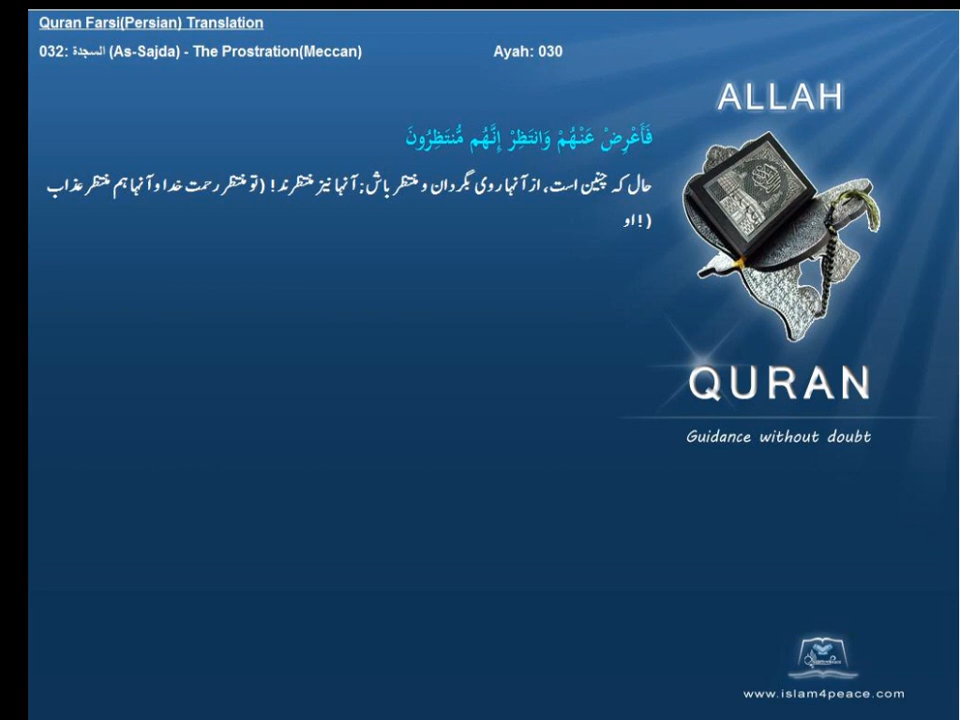 Quran Farsi(Persian) Translation
032: السجدة (As-Sajda) - The Prostration(Meccan) Ayah: 030
ALLAH
فَأَعْرِضْ عَنْهُمْ وَانتَظِرْ إِنَّهُم مُّنتَظِرُونَ
حال که چنین است، از آنها روی بگردان و منتظر باش؛ آنها نیز منتظرند! (تو منتظر رحمت خدا و آنها هم منتظر عذاب
او!)
QURAN
Guidance without doubt
www.islam4peace.com